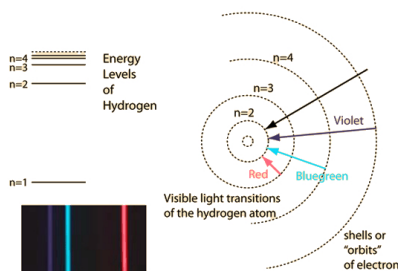 n=4
n=3
n=2
n=1
Energy
Levels
of
Hydrogen
n=4
n=3
n=2
Violet
Bluegreen
Red
Visible light transitions
of the hydrogen atom
shells or
"orbits"
of electron